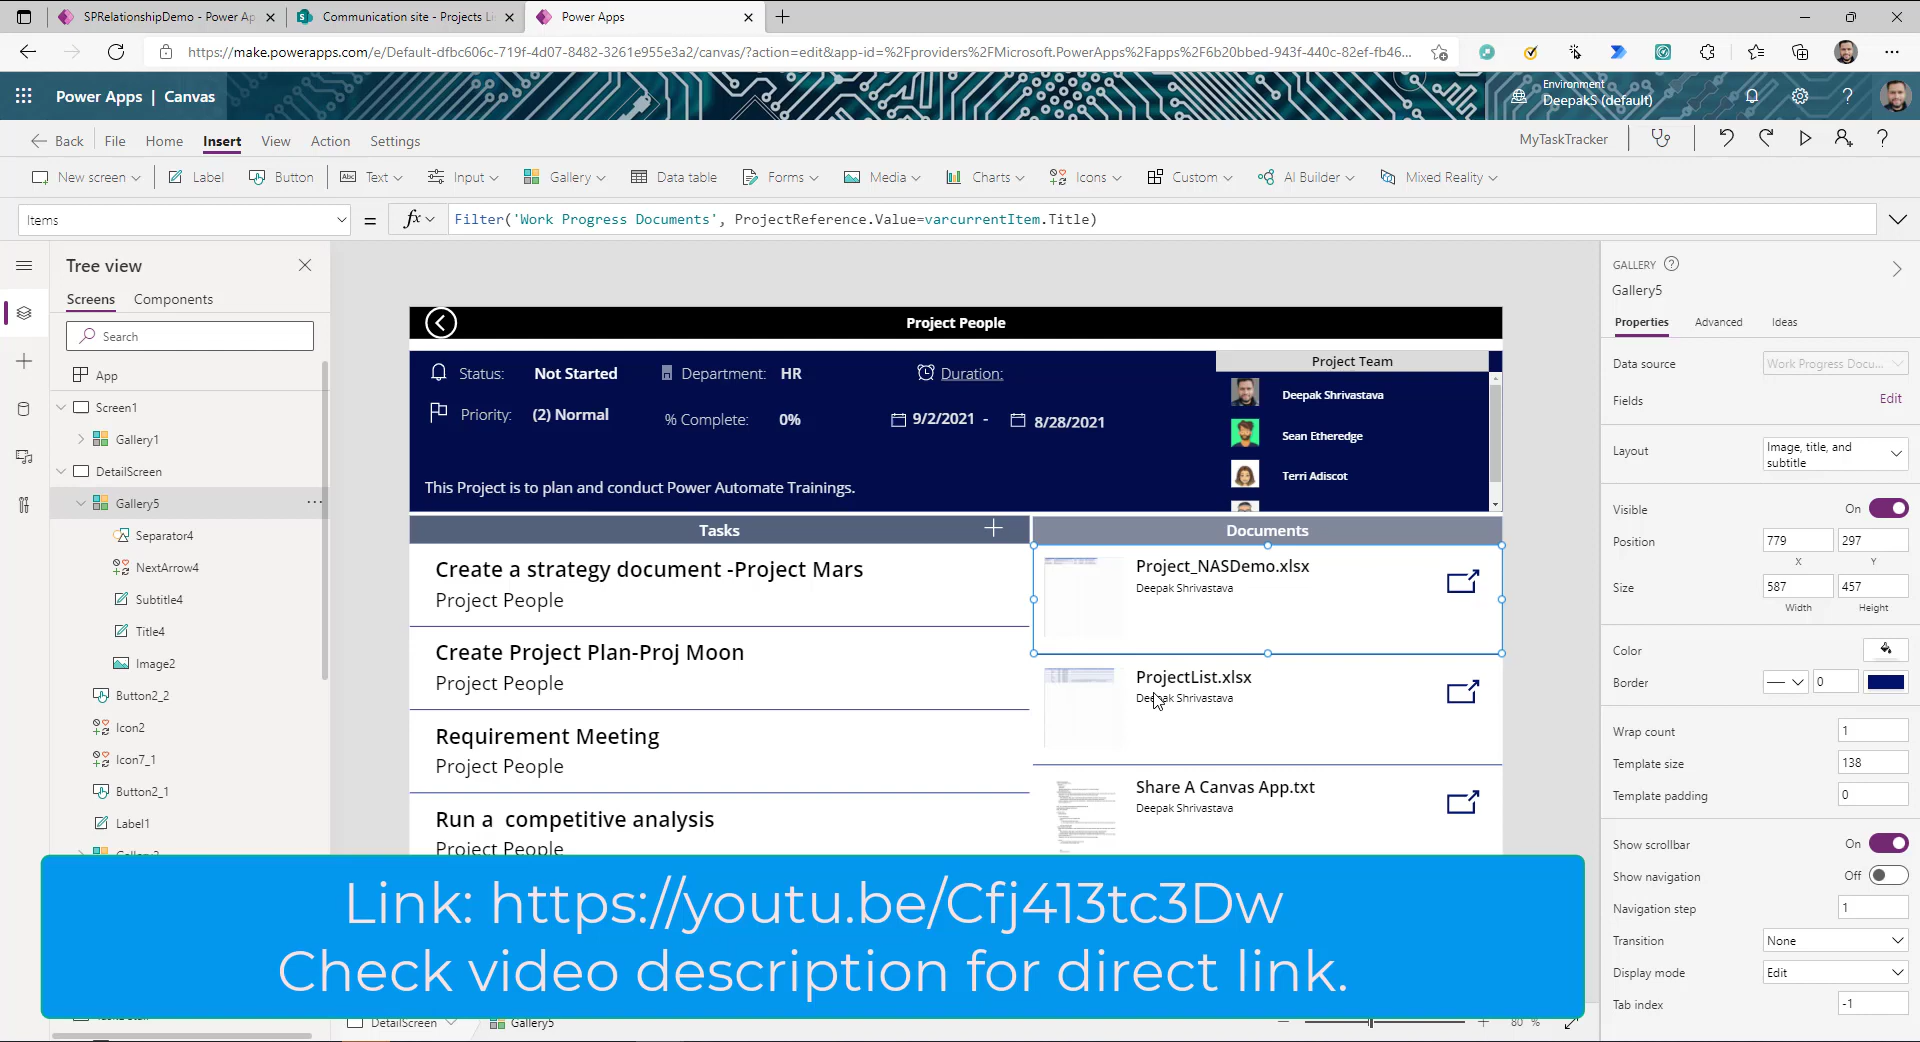 SPRelationshipDemo - Power Ap
Communication site - Projects Li
Power Apps
https://make.powerapps.com/e/Default-dfbc606c-719f-4d07-8482-3261e955e3a2/canvas/?action=edit&app-id=%2Fproviders%2FMicrosoft.PowerApps%2Fapps%2F6b20bbed-943f-440c-82ef-fb46...
Power Apps | Canvas
Environment
DeepakS (default)
Back File Home Insert View Action Settings
MyTaskTracker
New screen Label Button Text Input Gallery Data table Forms Media Charts Icons Custom AI Builder Mixed Reality
Items = fx Filter('Work Progress Documents', ProjectReference.Value=varcurrentItem.Title)
Tree view
Screens Components
Search
App
Screen1
Gallery1
DetailScreen
Gallery5
Separator4
NextArrow4
Subtitle4
Title4
Image2
Button2_2
Icon2
Icon7_1
Button2_1
Label1
Project People
Status: Not Started
Department: HR
Duration:
Priority: (2) Normal
% Complete: 0%
9/2/2021 - 8/28/2021
This Project is to plan and conduct Power Automate Trainings.
Project Team
Deepak Shrivastava
Sean Etheredge
Terri Adiscot
Tasks
Create a strategy document -Project Mars
Project People
Create Project Plan-Proj Moon
Project People
Requirement Meeting
Project People
Run a competitive analysis
Project People
Documents
Project_NASDemo.xlsx
Deepak Shrivastava
ProjectList.xlsx
Deepak Shrivastava
Share A Canvas App.txt
Deepak Shrivastava
GALLERY
Gallery5
Properties Advanced Ideas
Data source Work Progress Docu...
Fields Edit
Layout Image, title, and
subtitle
Visible On
Position 779 297
X Y
Size 587 457
Width Height
Color
Border 0
Wrap count 1
Template size 138
Template padding 0
Show scrollbar On
Show navigation Off
Navigation step 1
Transition None
Display mode Edit
Tab index -1
Link: https://youtu.be/Cfj413tc3Dw
Check video description for direct link.
DetailScreen Gallery5
80 %